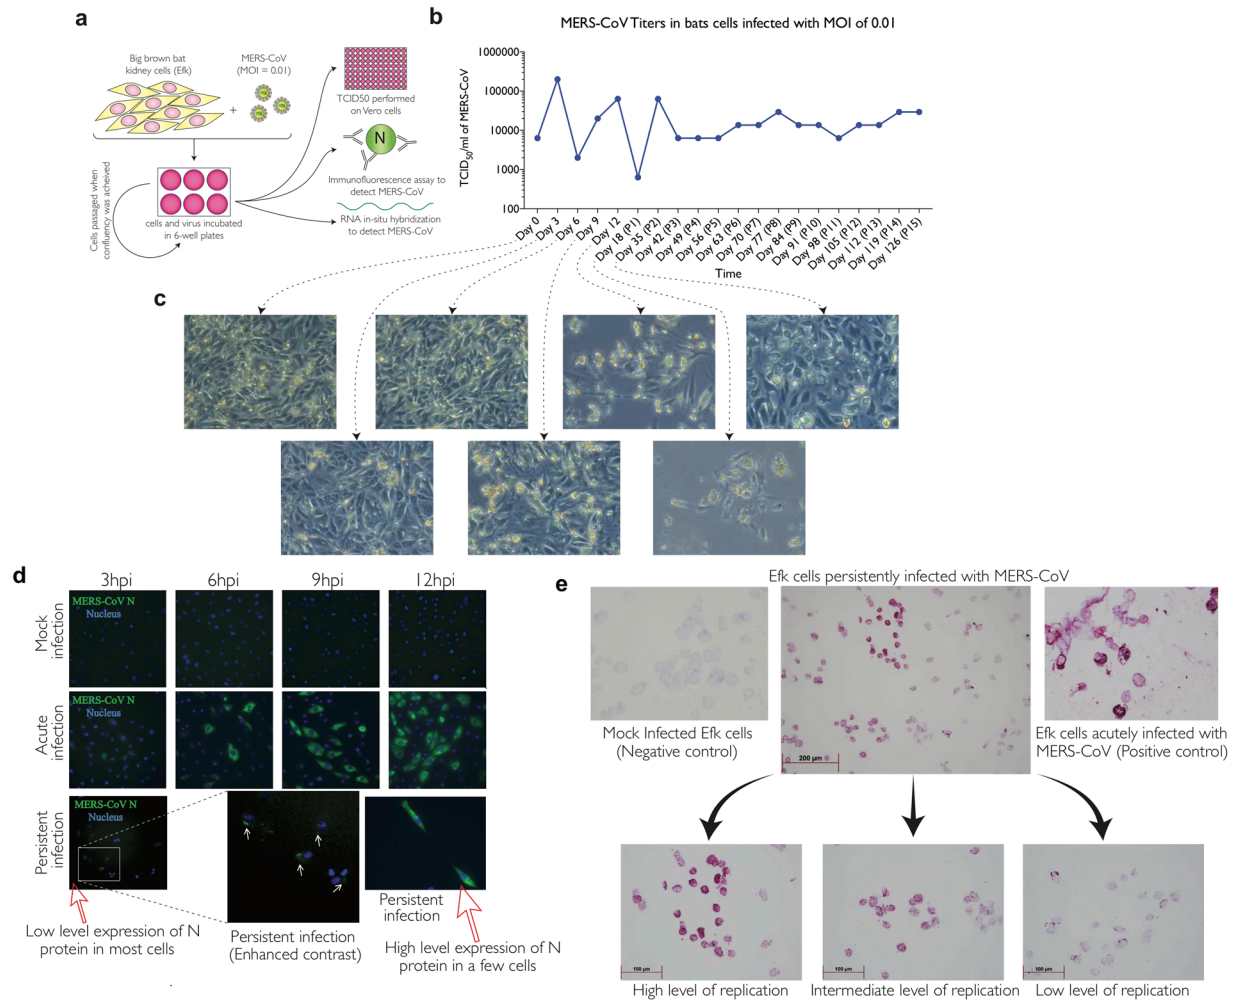 a
Big brown bat
kidney cells (Efk)
MERS-CoV
(MOI = 0.01)
+
TCID50 performed
on Vero cells
N
Immunofluorescence assay to
detect MERS-CoV
RNA in-situ hybridization
to detect MERS-CoV
Cells passaged when
confluency was acheived
cells and virus incubated
in 6-well plates
b
MERS-CoV Titers in bats cells infected with MOI of 0.01
TCID50/ml of MERS-CoV
1000000
100000
10000
1000
100
Day 0
Day 3
Day 6
Day 9
Day 12
Day 18 (P1)
Day 35 (P2)
Day 42 (P3)
Day 49 (P4)
Day 56 (P5)
Day 63 (P6)
Day 70 (P7)
Day 77 (P8)
Day 84 (P9)
Day 91 (P10)
Day 98 (P11)
Day 105 (P12)
Day 112 (P13)
Day 119 (P14)
Day 126 (P15)
Time
c
d
3hpi
6hpi
9hpi
12hpi
Mock
infection
MERS-CoV N
Nucleus
Acute
infection
MERS-CoV N
Nucleus
Persistent
infection
MERS-CoV N
Nucleus
Low level expression of N
protein in most cells
Persistent infection
(Enhanced contrast)
Persistent
infection
High level expression of N
protein in a few cells
e
Efk cells persistently infected with MERS-CoV
Mock Infected Efk cells
(Negative control)
200 µm
Efk cells acutely infected with
MERS-CoV (Positive control)
100 µm
High level of replication
100 µm
Intermediate level of replication
100 µm
Low level of replication